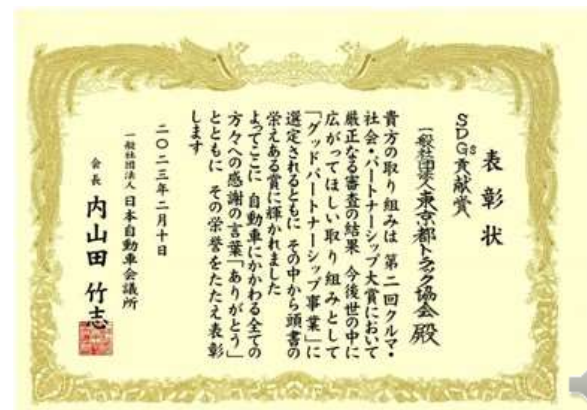 表彰状
SDGs貢献賞
一般社団法人東京都トラック協会 殿
貴方の取り組みは 第二回クルマ・
社会・パートナーシップ大賞において
厳正なる審査の結果 今後世の中に
広がってほしい取り組みとして
「グッドパートナーシップ事業」に
選定されるともに その中から頭書の
栄えある賞に輝かれました
よってここに 自動車にかかわる全ての
方々への感謝の言葉「ありがとう」
とともに その栄誉をたたえ表彰
します
二〇二三年二月十日
一般社団法人 日本自動車会議所
会長 内山田 竹志